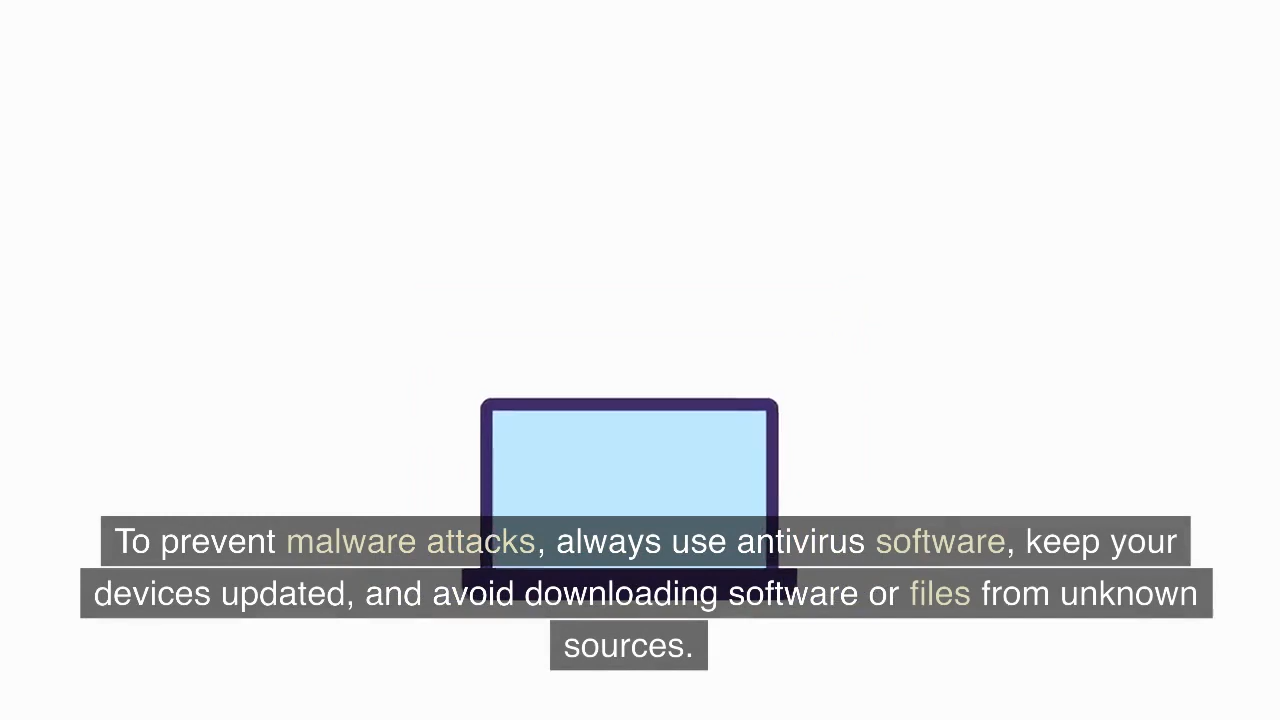 To prevent malware attacks, always use antivirus software, keep your
devices updated, and avoid downloading software or files from unknown
sources.